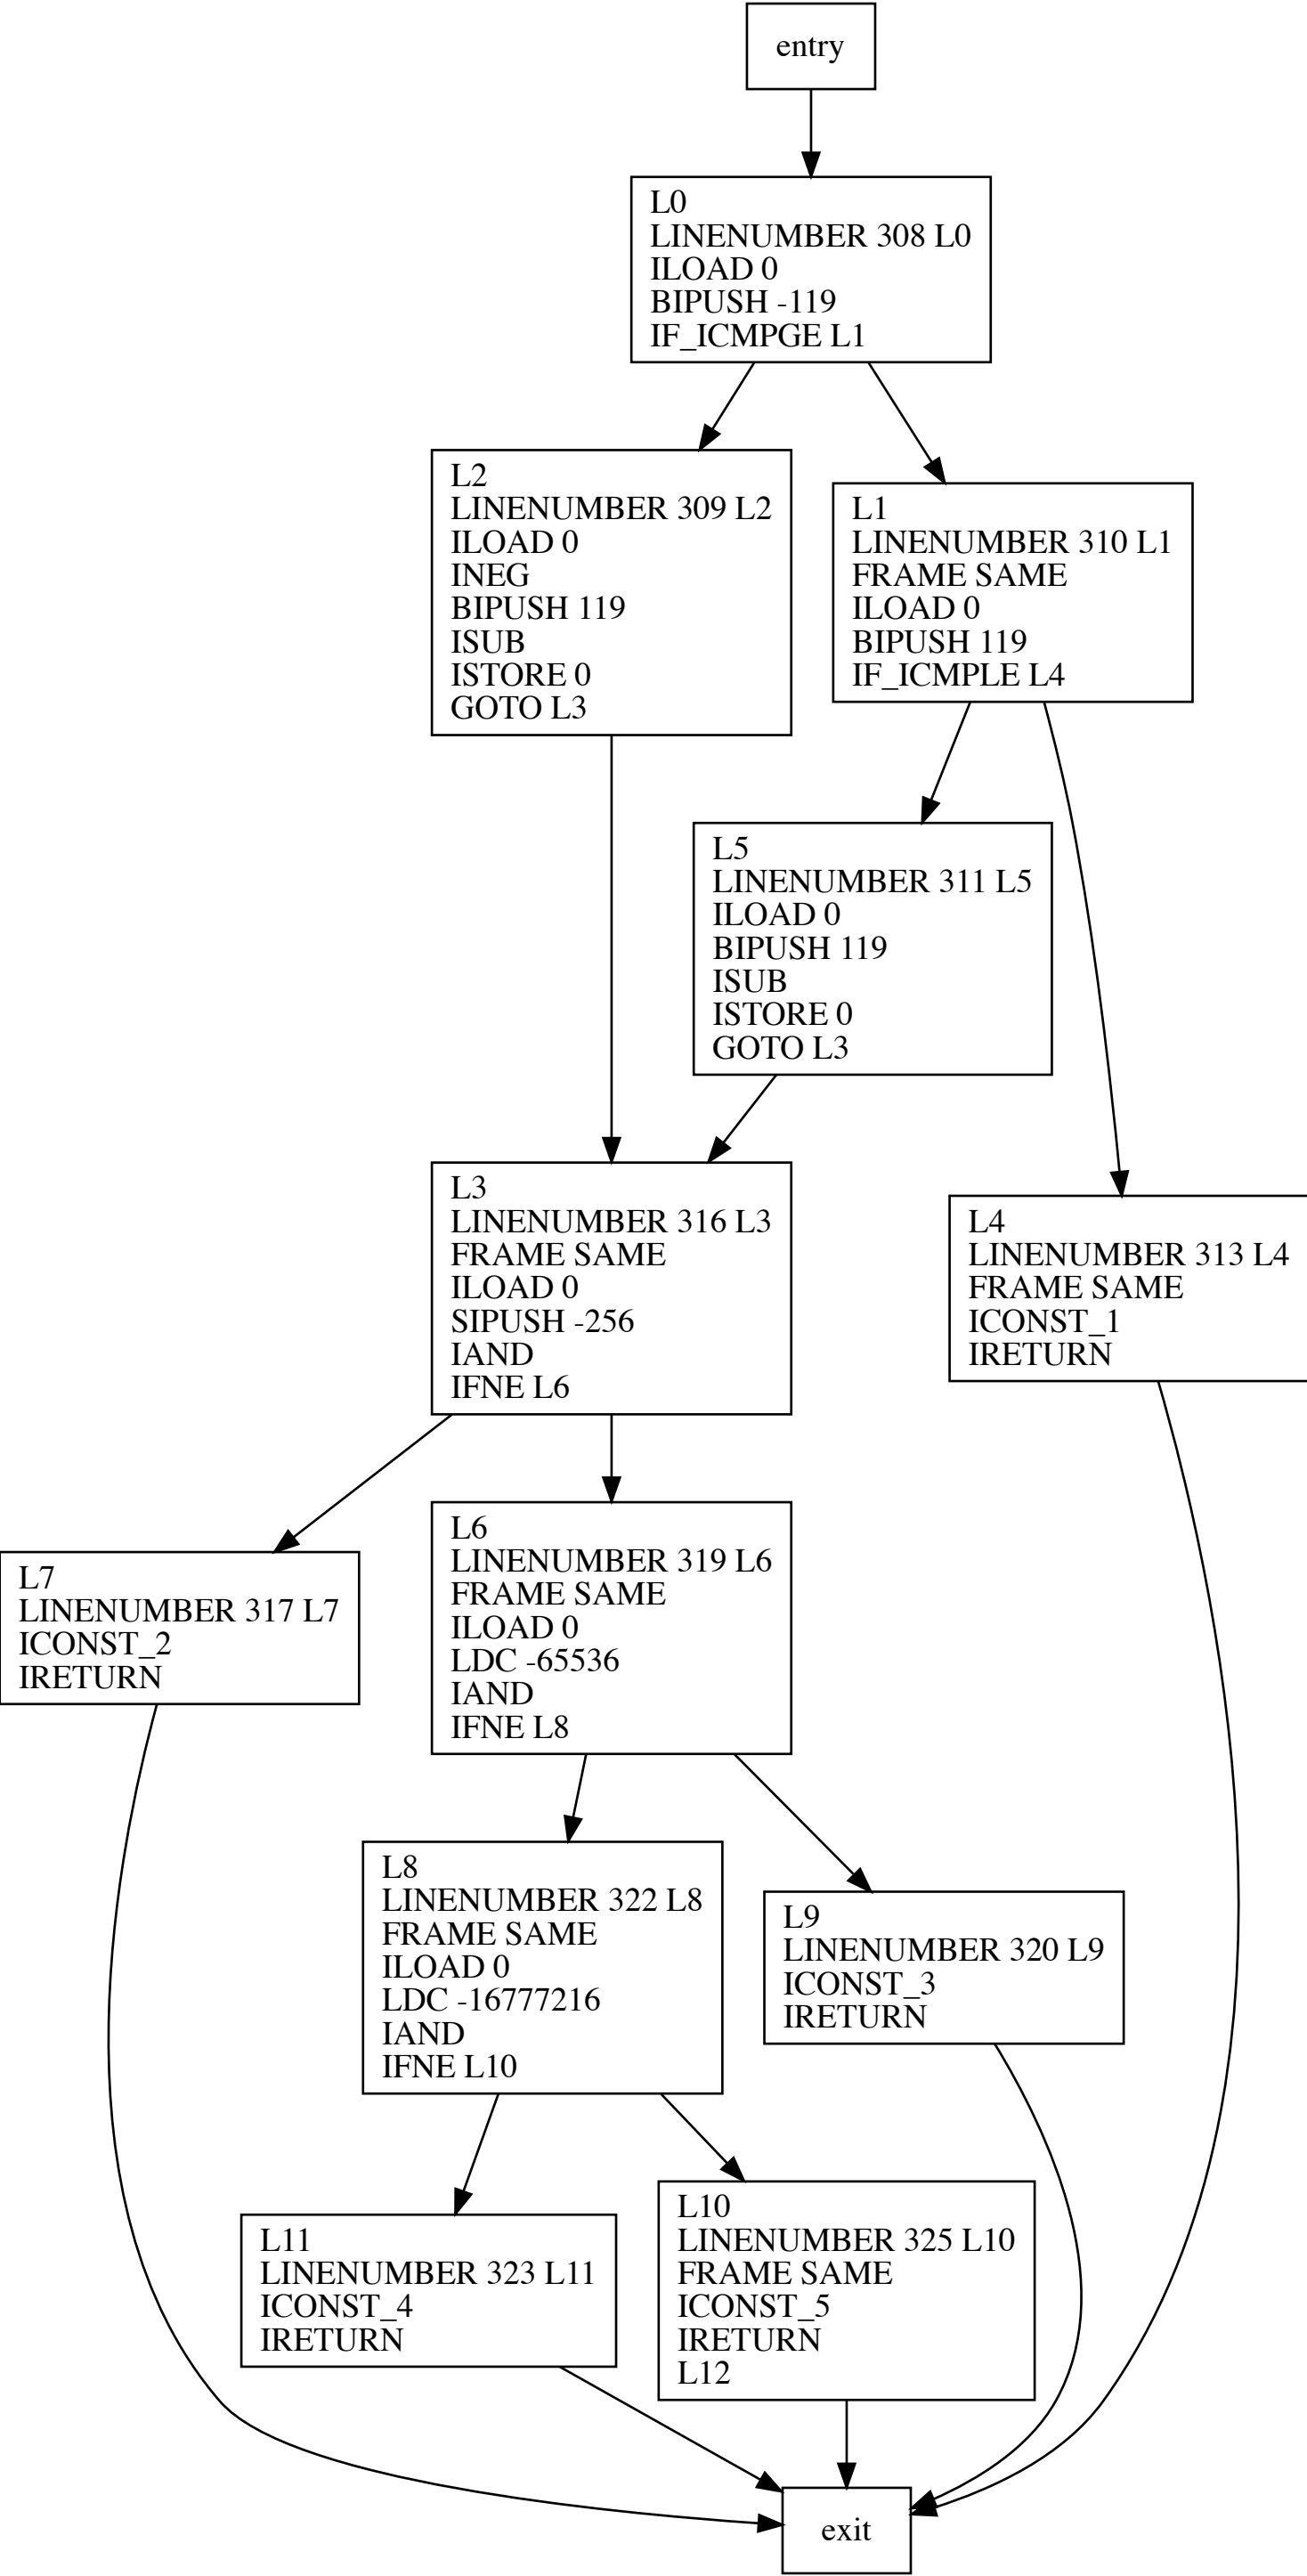 entry
L0
LINENUMBER 308 L0
ILOAD 0
BIPUSH -119
IF_ICMPGE L1
L2
LINENUMBER 309 L2
ILOAD 0
INEG
BIPUSH 119
ISUB
ISTORE 0
GOTO L3
L1
LINENUMBER 310 L1
FRAME SAME
ILOAD 0
BIPUSH 119
IF_ICMPLE L4
L5
LINENUMBER 311 L5
ILOAD 0
BIPUSH 119
ISUB
ISTORE 0
GOTO L3
L3
LINENUMBER 316 L3
FRAME SAME
ILOAD 0
SIPUSH -256
IAND
IFNE L6
L4
LINENUMBER 313 L4
FRAME SAME
ICONST_1
IRETURN
L7
LINENUMBER 317 L7
ICONST_2
IRETURN
L6
LINENUMBER 319 L6
FRAME SAME
ILOAD 0
LDC -65536
IAND
IFNE L8
L8
LINENUMBER 322 L8
FRAME SAME
ILOAD 0
LDC -16777216
IAND
IFNE L10
L9
LINENUMBER 320 L9
ICONST_3
IRETURN
L11
LINENUMBER 323 L11
ICONST_4
IRETURN
L10
LINENUMBER 325 L10
FRAME SAME
ICONST_5
IRETURN
L12
exit